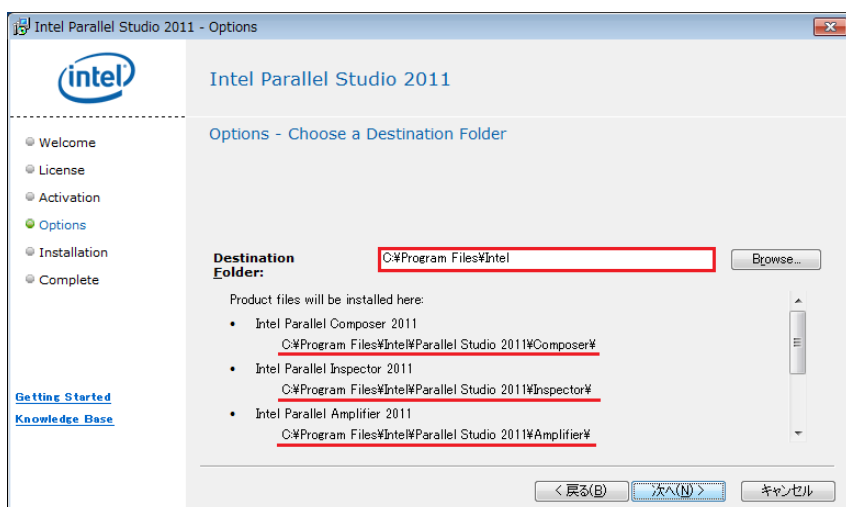 Intel Parallel Studio 2011 - Options
intel
Intel Parallel Studio 2011
Welcome
License
Activation
Options
Installation
Complete
Getting Started
Knowledge Base
Options - Choose a Destination Folder
Destination
Folder:
C:¥Program Files¥Intel
Browse...
Product files will be installed here:
• Intel Parallel Composer 2011
C:¥Program Files¥Intel¥Parallel Studio 2011¥Composer¥
• Intel Parallel Inspector 2011
C:¥Program Files¥Intel¥Parallel Studio 2011¥Inspector¥
• Intel Parallel Amplifier 2011
C:¥Program Files¥Intel¥Parallel Studio 2011¥Amplifier¥
< 戻る(B)
次へ(N) >
キャンセル